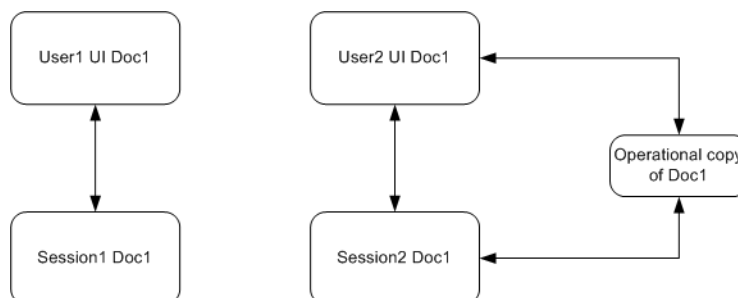 User1 UI Doc1
User2 UI Doc1
Operational copy
of Doc1
Session1 Doc1
Session2 Doc1